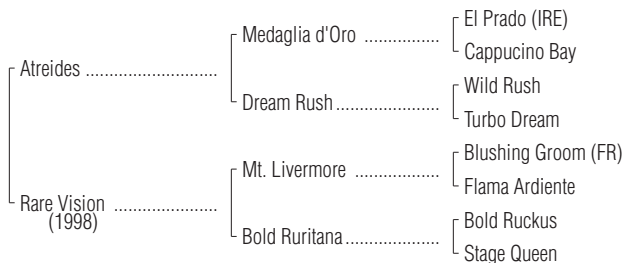 El Prado (IRE)
Medaglia d'Oro ..................
Cappucino Bay
Atreides ...............................
Wild Rush
Dream Rush........................
Turbo Dream
Blushing Groom (FR)
Mt. Livermore ....................
Flama Ardiente
Rare Vision ........................
(1998)
Bold Ruckus
Bold Ruritana......................
Stage Queen